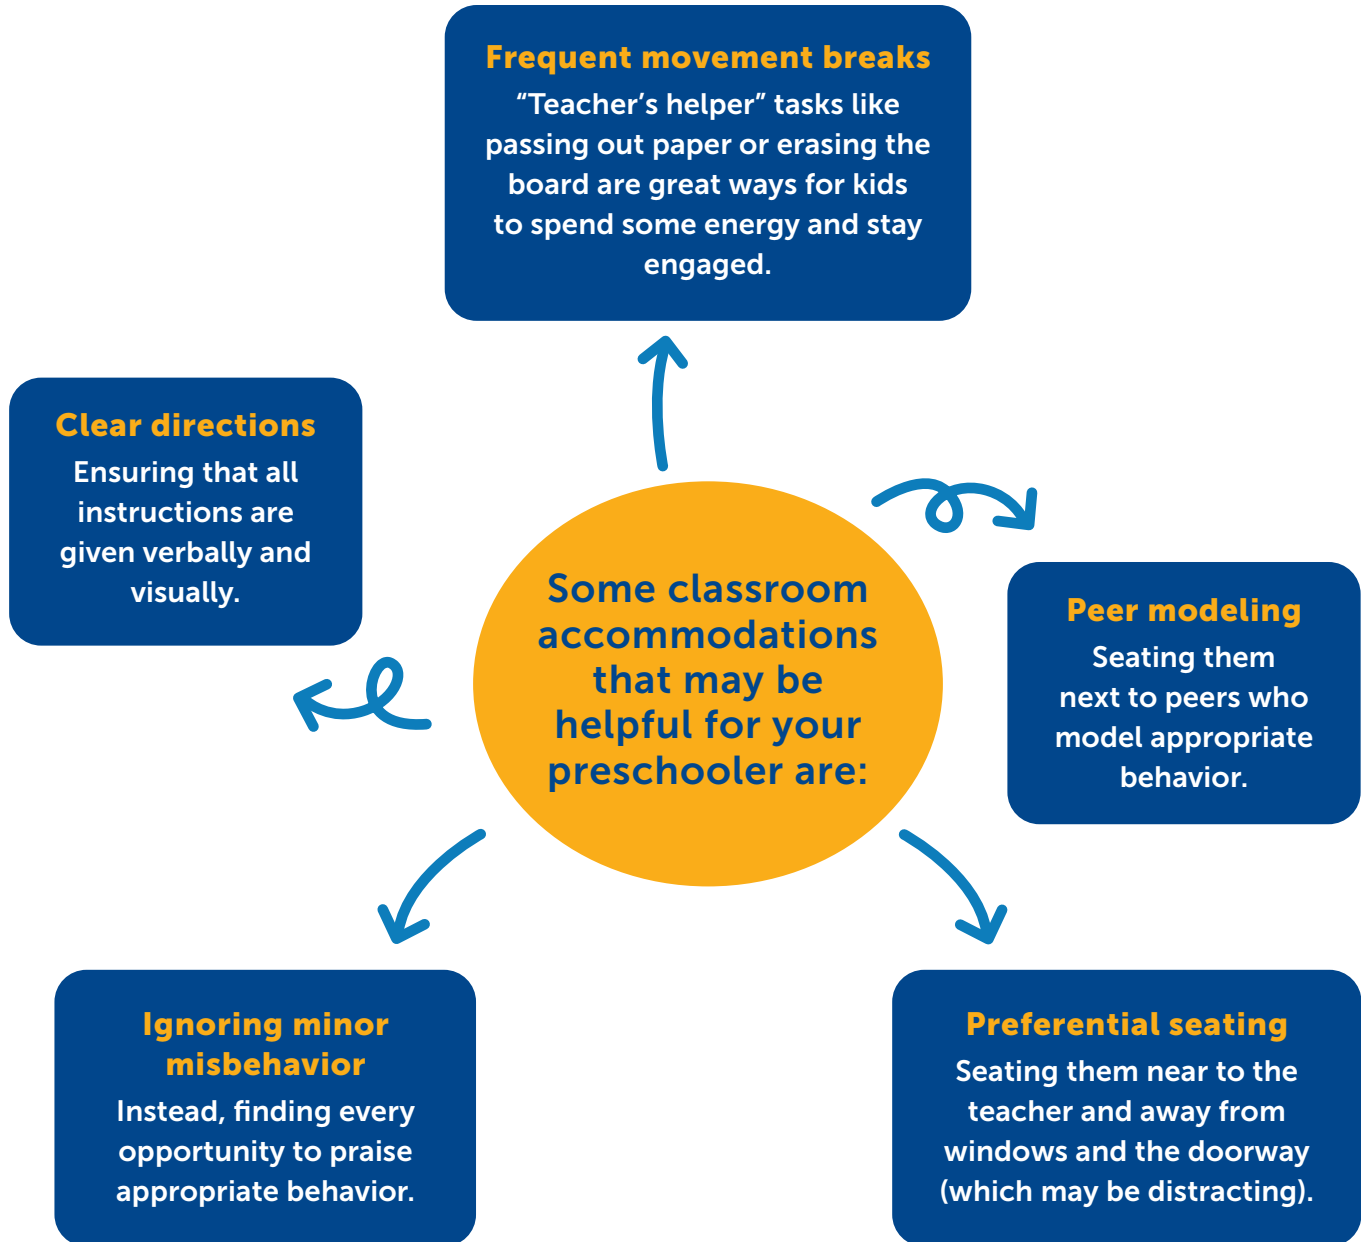 Frequent movement breaks
“Teacher’s helper” tasks like
passing out paper or erasing the
board are great ways for kids
to spend some energy and stay
engaged.
Clear directions
Ensuring that all
instructions are
given verbally and
visually.
Some classroom
accommodations
that may be
helpful for your
preschooler are:
Peer modeling
Seating them
next to peers who
model appropriate
behavior.
Ignoring minor
misbehavior
Instead, finding every
opportunity to praise
appropriate behavior.
Preferential seating
Seating them near to the
teacher and away from
windows and the doorway
(which may be distracting).